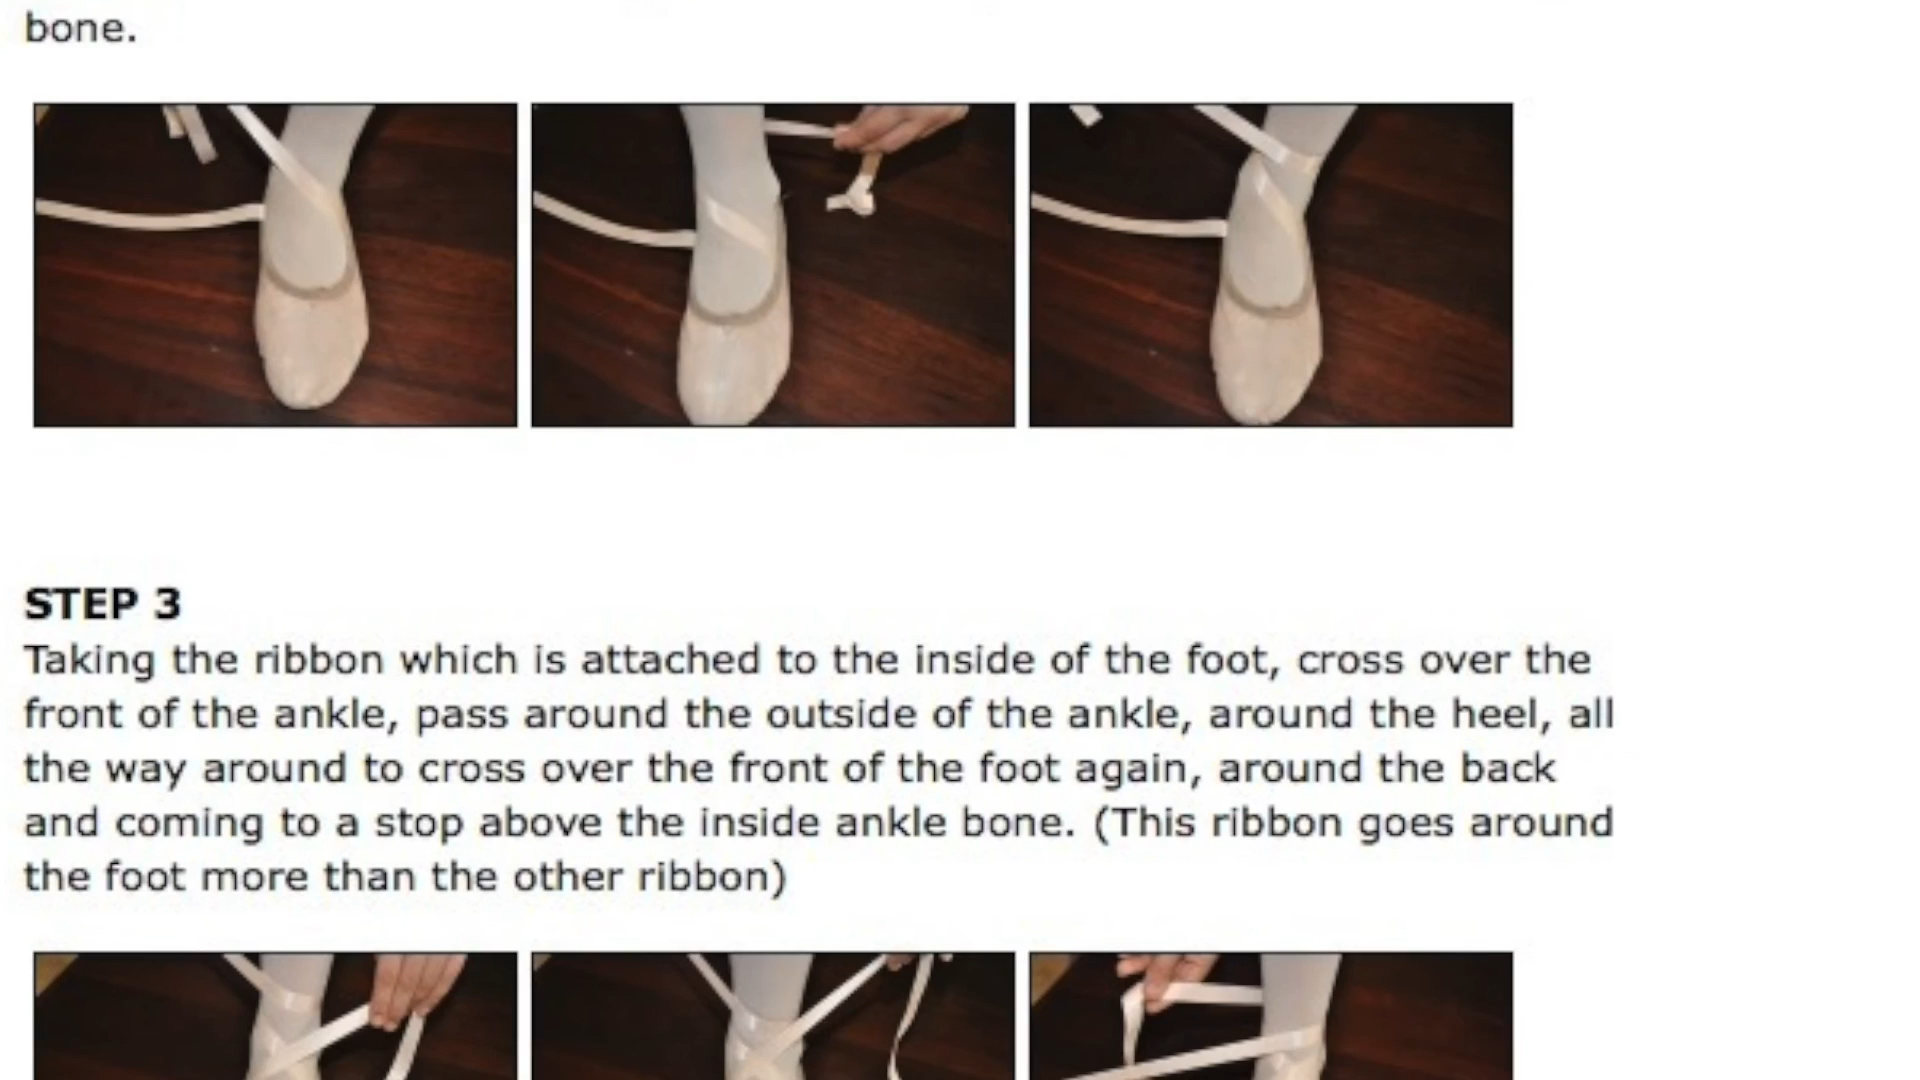 bone.
STEP 3
Taking the ribbon which is attached to the inside of the foot, cross over the
front of the ankle, pass around the outside of the ankle, around the heel, all
the way around to cross over the front of the foot again, around the back
and coming to a stop above the inside ankle bone. (This ribbon goes around
the foot more than the other ribbon)